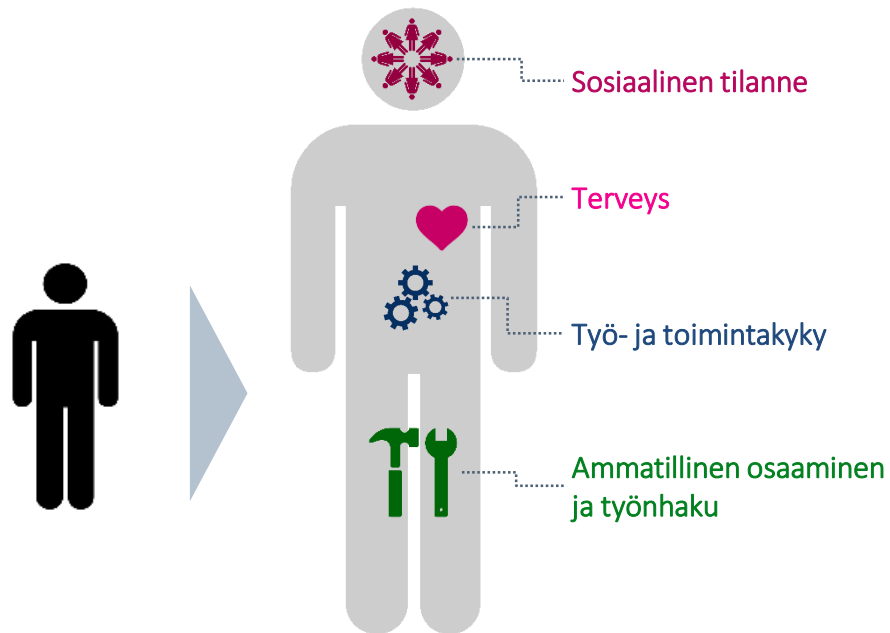 Sosiaalinen tilanne
Terveys
Työ- ja toimintakyky
Ammatillinen osaaminen
ja työnhaku